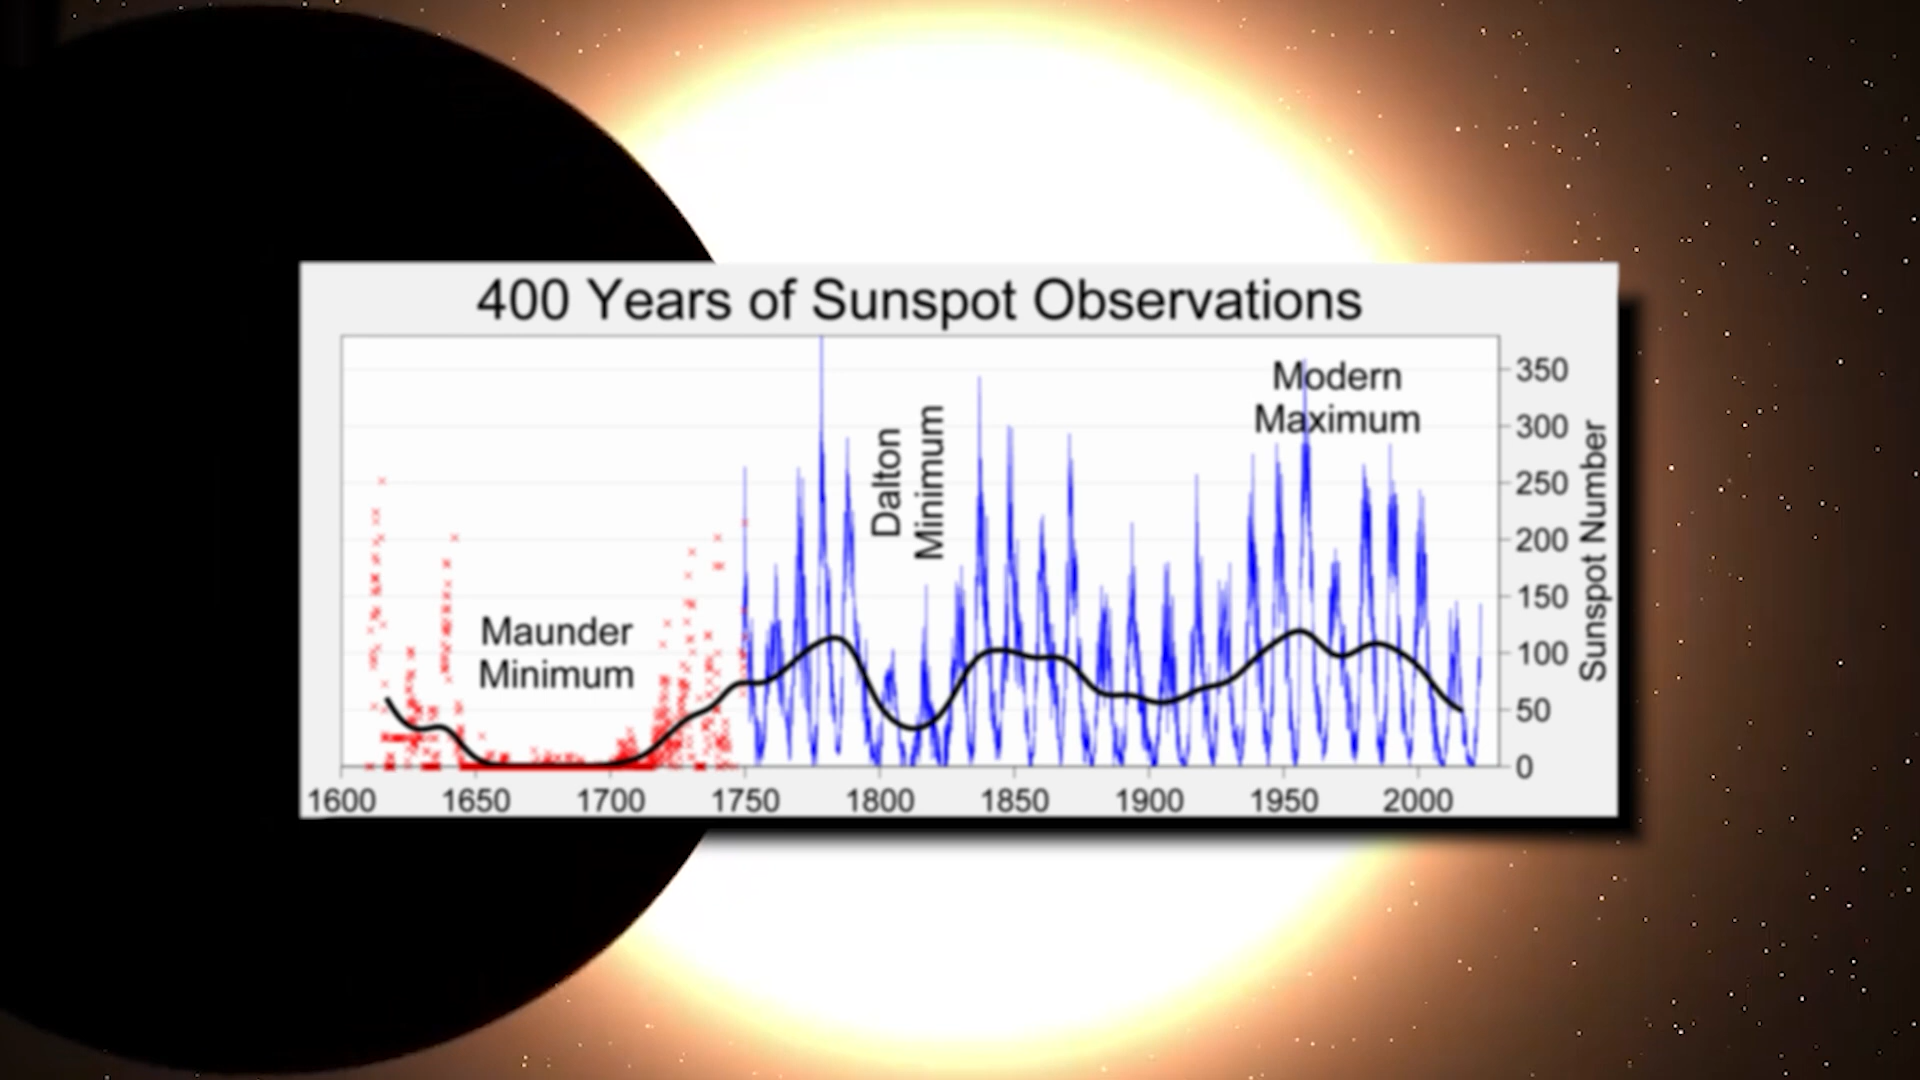 400 Years of Sunspot Observations
Modern
Maximum
Dalton
Minimum
Maunder
Minimum
350
300
250
200
150
100
50
0
Sunspot Number
1600 1650 1700 1750 1800 1850 1900 1950 2000